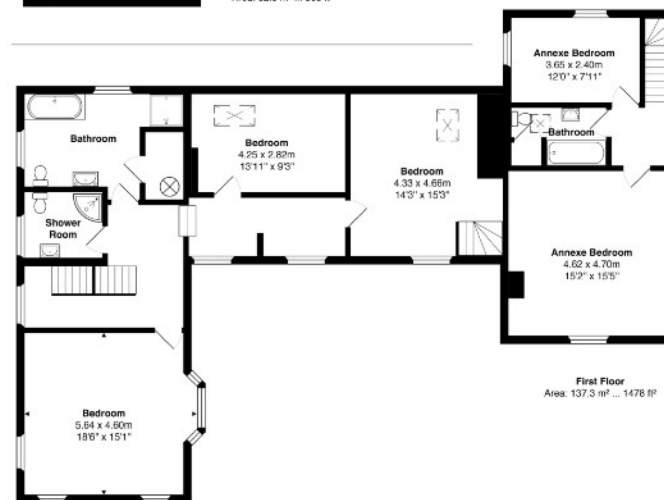 Annexe Bedroom
3.65 x 2.40m
12'0" x 7'11"
Bathroom
Bathroom
Bedroom
4.25 x 2.82m
13'11" x 9'3"
Bedroom
4.33 x 4.66m
14'3" x 15'3"
Shower
Room
Annexe Bedroom
4.62 x 4.70m
15'2" x 15'5"
First Floor
Area: 137.3 m² ... 1478 ft²
Bedroom
5.64 x 4.60m
18'6" x 15'1"